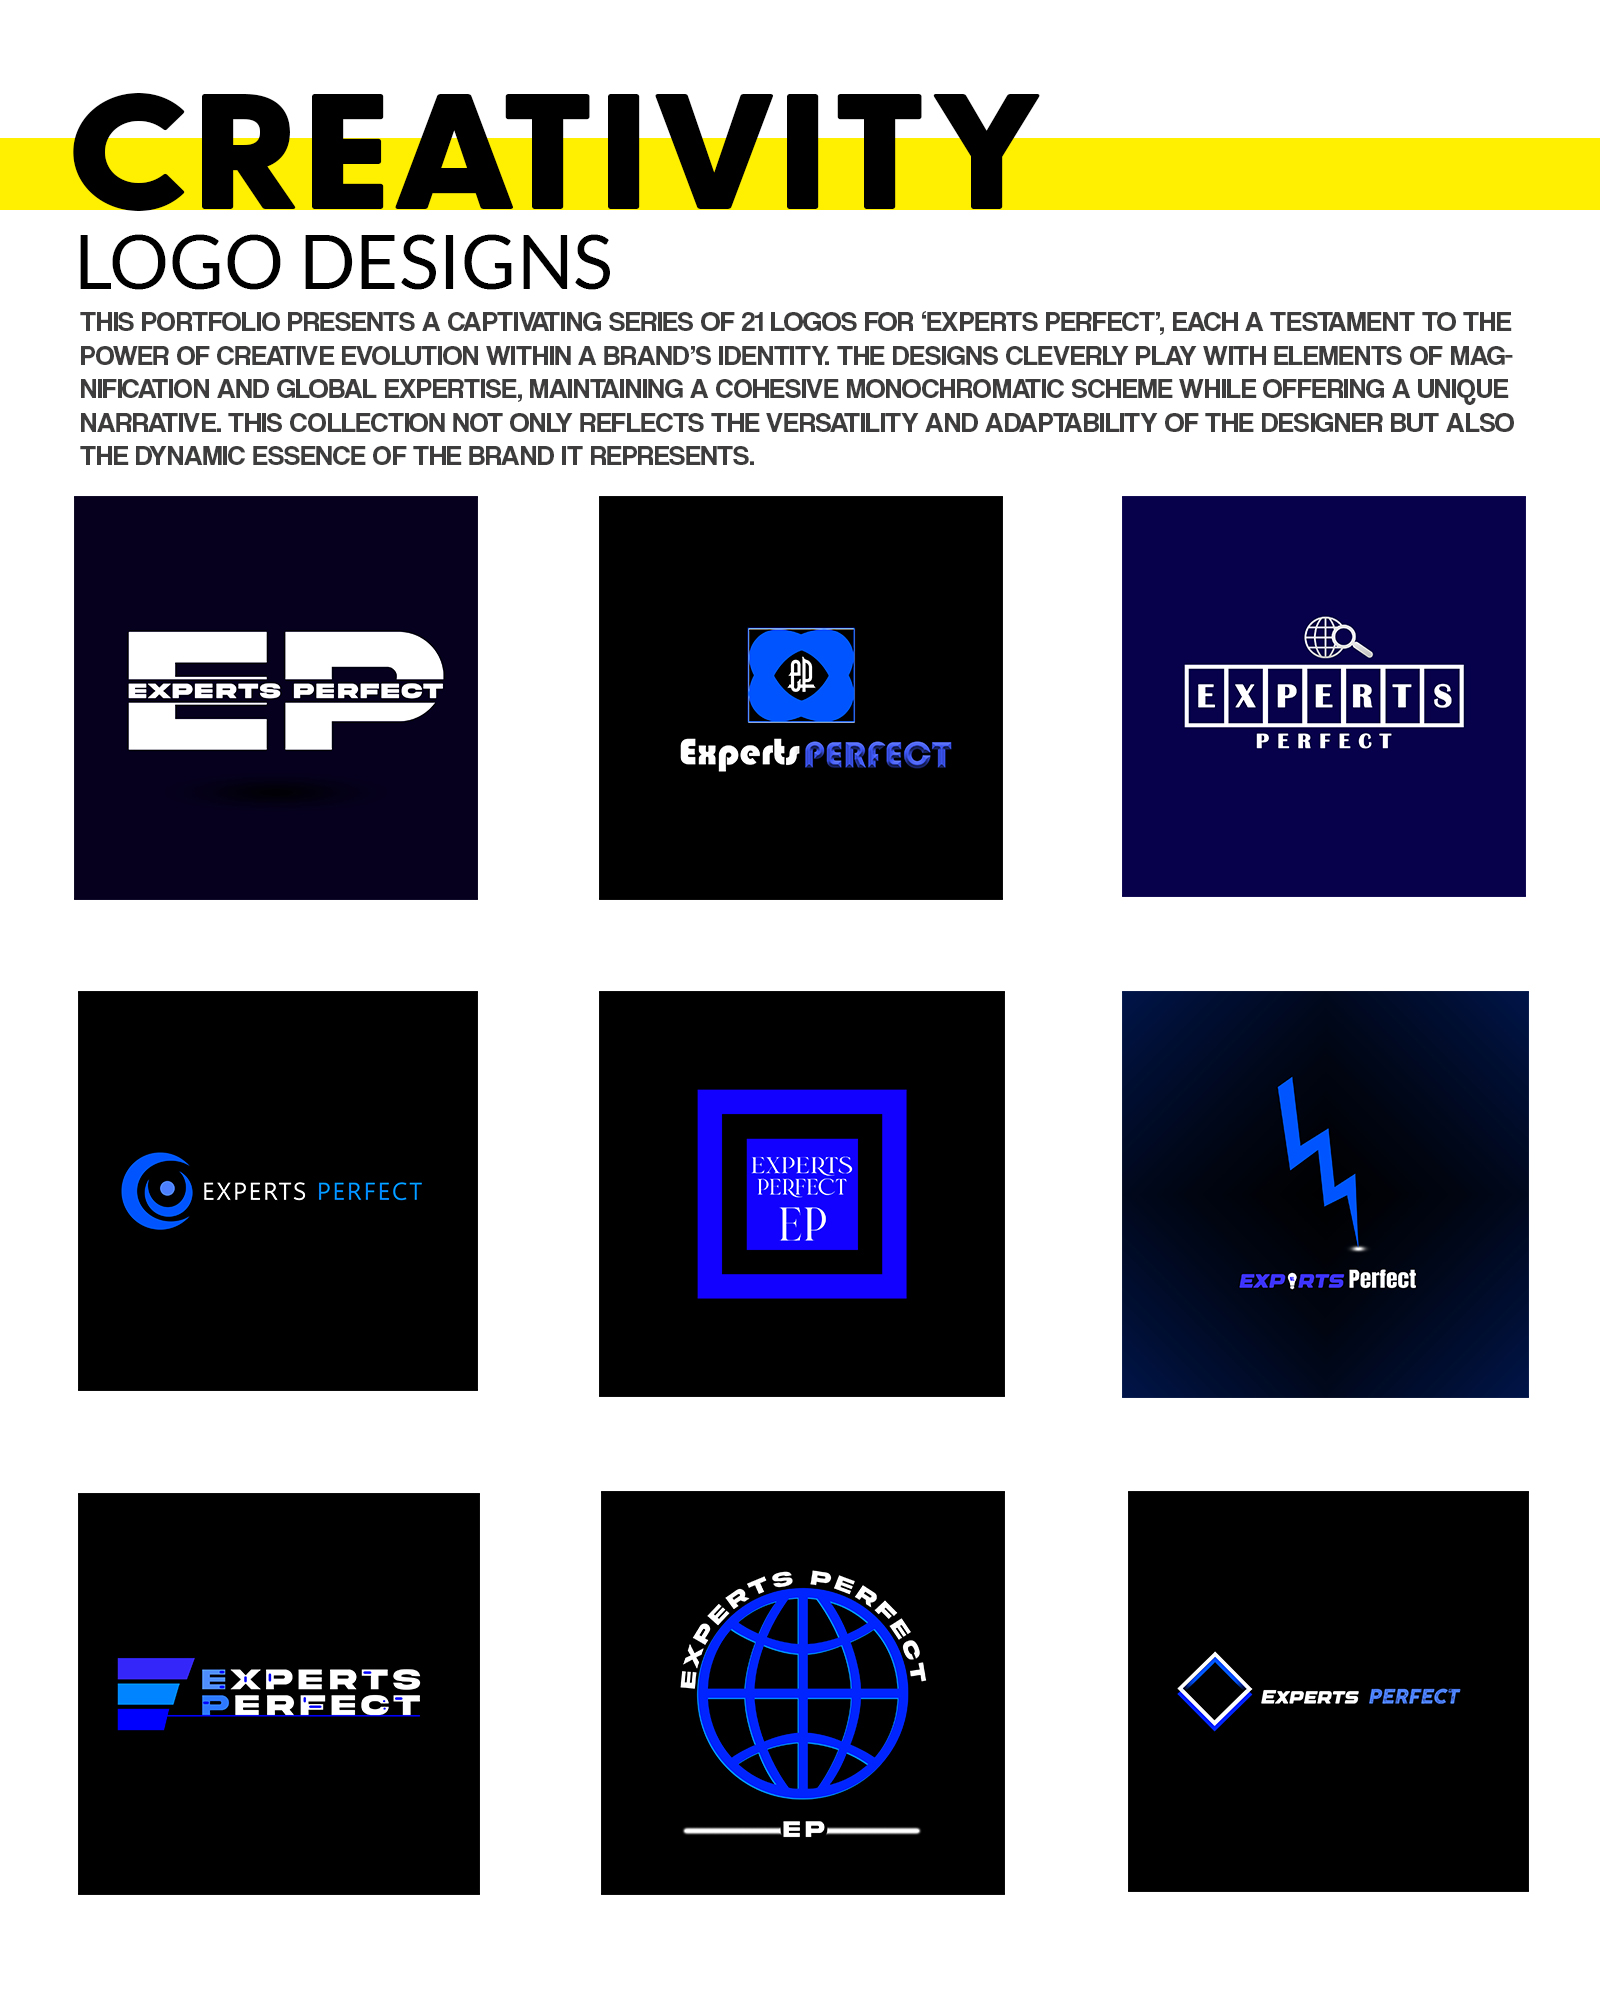 CREATIVITY
LOGO DESIGNS
THIS PORTFOLIO PRESENTS A CAPTIVATING SERIES OF 21 LOGOS FOR ‘EXPERTS PERFECT’, EACH A TESTAMENT TO THE
POWER OF CREATIVE EVOLUTION WITHIN A BRAND’S IDENTITY. THE DESIGNS CLEVERLY PLAY WITH ELEMENTS OF MAG-
NIFICATION AND GLOBAL EXPERTISE, MAINTAINING A COHESIVE MONOCHROMATIC SCHEME WHILE OFFERING A UNIQUE
NARRATIVE. THIS COLLECTION NOT ONLY REFLECTS THE VERSATILITY AND ADAPTABILITY OF THE DESIGNER BUT ALSO
THE DYNAMIC ESSENCE OF THE BRAND IT REPRESENTS.
EP
EXPERTS PERFECT
ep
Experts PERFECT
EXPERTS
PERFECT
EXPERTS PERFECT
EXPERTS
PERFECT
EP
EXPERTS Perfect
EXPERTS
PERFECT
EXPERTS PERFECT
EP
EXPERTS PERFECT